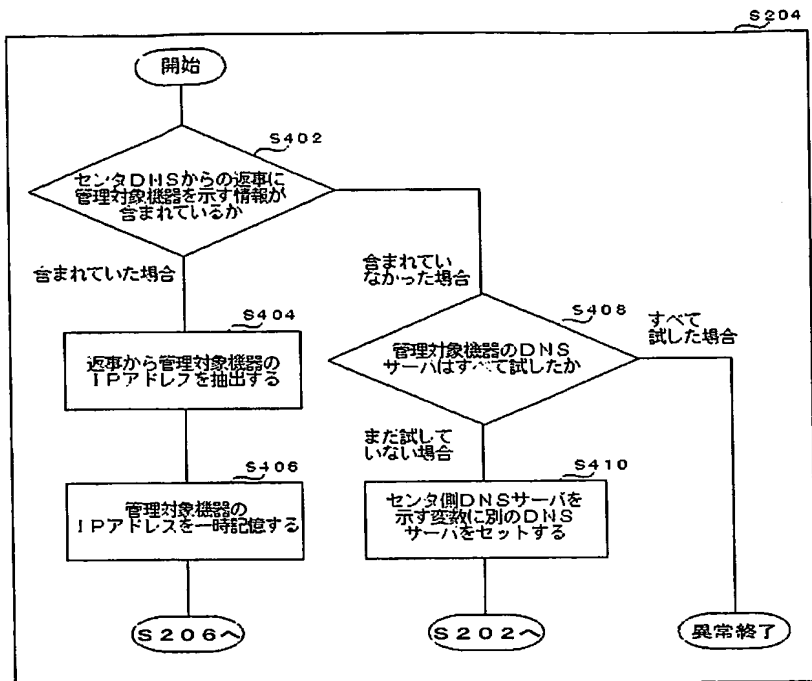 S204
開始
S402
センタDNSからの返事に
管理対象機器を示す情報が
含まれているか
含まれていた場合
含まれてい
なかった場合
S404
返事から管理対象機器の
IPアドレスを抽出する
S408
管理対象機器のDNS
サーバはすべて試したか
すべて
試した場合
まだ試して
いない場合
S406
管理対象機器の
IPアドレスを一時記憶する
S410
センタ側DNSサーバを
示す変数に別のDNS
サーバをセットする
S206へ
S202へ
異常終了